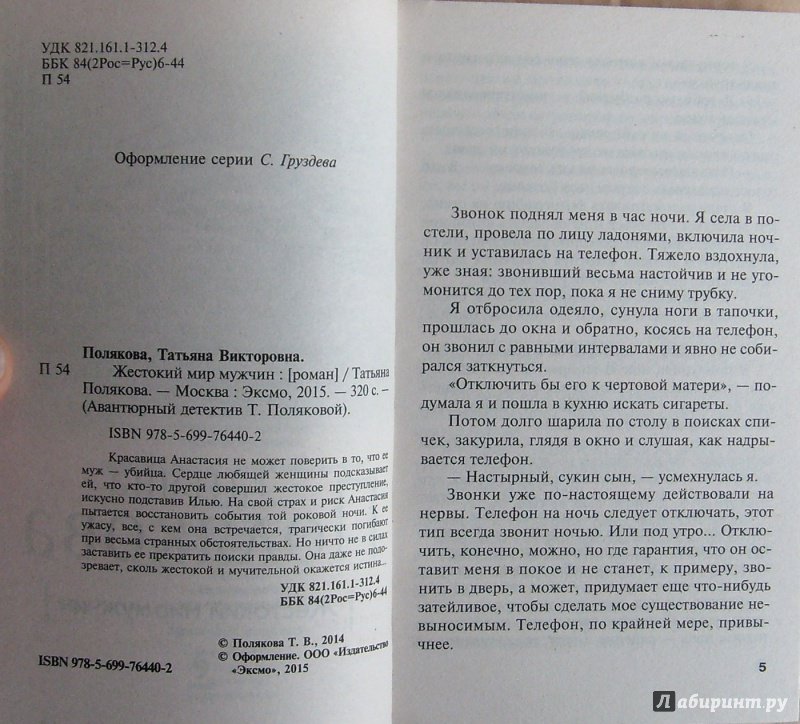 УДК 821.161.1-312.4
ББК 84(2Рос=Рус)6-44
П 54
Оформление серии С. Груздева
Полякова, Татьяна Викторовна.
П 54 Жестокий мир мужчин : [роман] / Татьяна
Полякова. — Москва : Эксмо, 2015. — 320 с. —
(Авантюрный детектив Т. Поляковой).
ISBN 978-5-699-76440-2
Красавица Анастасия не может поверить в то, что ее
муж — убийца. Сердце любящей женщины подсказывает
ей, что кто-то другой совершил жестокое преступление,
искусно подставив Илью. На свой страх и риск Анастасия
пытается восстановить события той роковой ночи. К ее
ужасу, все, с кем она встречается, трагически погибают
при весьма странных обстоятельствах. Но ничто не в силах
заставить ее прекратить поиски правды. Она даже не подо-
зревает, сколь жестокой и мучительной окажется истина...
УДК 821.161.1-312.4
ББК 84(2Рос=Рус)6-44
© Полякова Т. В., 2014
© Оформление. ООО «Издательство
«Эксмо», 2015
ISBN 978-5-699-76440-2
Звонок поднял меня в час ночи. Я села в по-
стели, провела по лицу ладонями, включила ноч-
ник и уставилась на телефон. Тяжело вздохнула,
уже зная: звонивший весьма настойчив и не уго-
монится до тех пор, пока я не сниму трубку.
Я отбросила одеяло, сунула ноги в тапочки,
прошлась до окна и обратно, косясь на телефон,
он звонил с равными интервалами и явно не соби-
рался заткнуться.
«Отключить бы его к чертовой матери», — по-
думала я и пошла в кухню искать сигареты.
Потом долго шарила по столу в поисках спи-
чек, закурила, глядя в окно и слушая, как надры-
вается телефон.
— Настырный, сукин сын, — усмехнулась я.
Звонки уже по-настоящему действовали на
нервы. Телефон на ночь следует отключать, этот
тип всегда звонит ночью. Или под утро... Отклю-
чить, конечно, можно, но где гарантия, что он ос-
тавит меня в покое и не станет, к примеру, зво-
нить в дверь, а может, придумает еще что-нибудь
затейливое, чтобы сделать мое существование не-
выносимым. Телефон, по крайней мере, привы-
чнее.
5
Лабиринт.ру